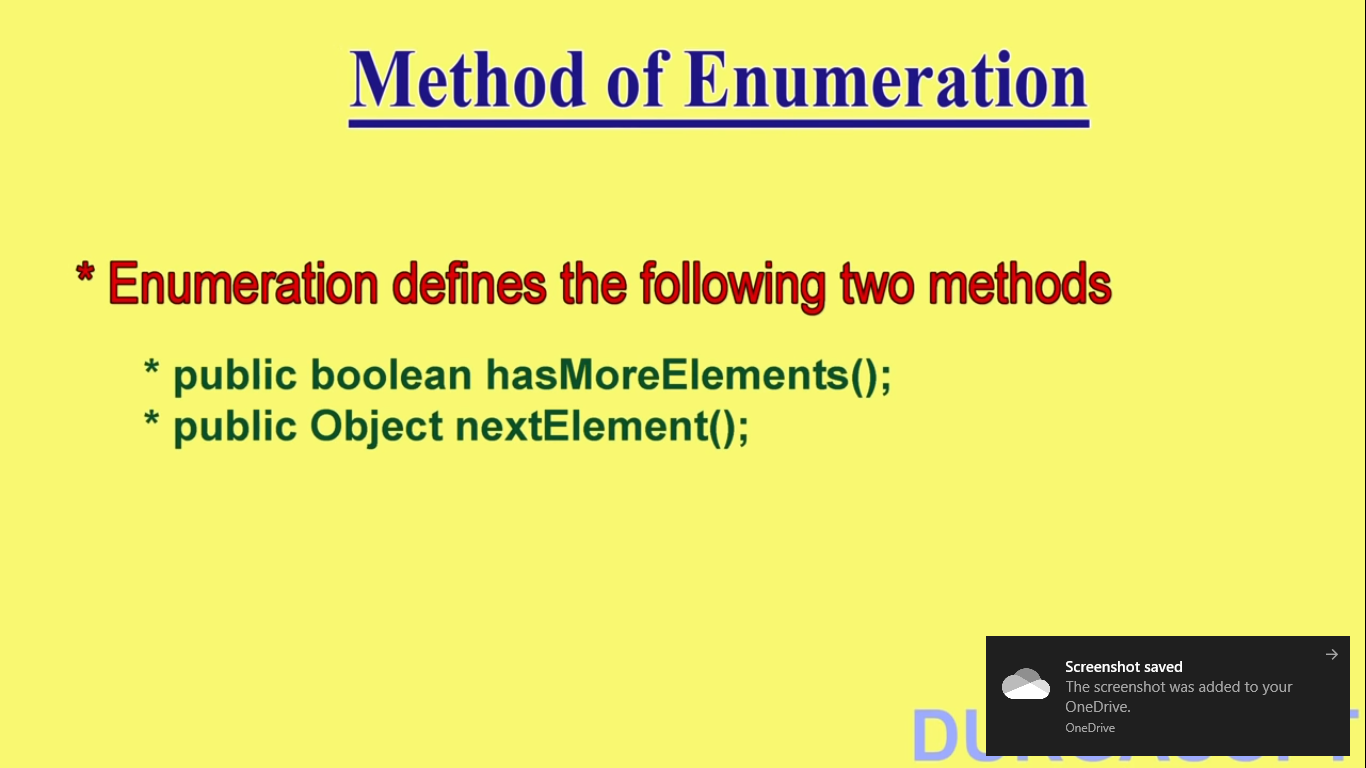 Method of Enumeration
* Enumeration defines the following two methods
* public boolean hasMoreElements();
* public Object nextElement();
Screenshot saved
The screenshot was added to your
OneDrive.
OneDrive